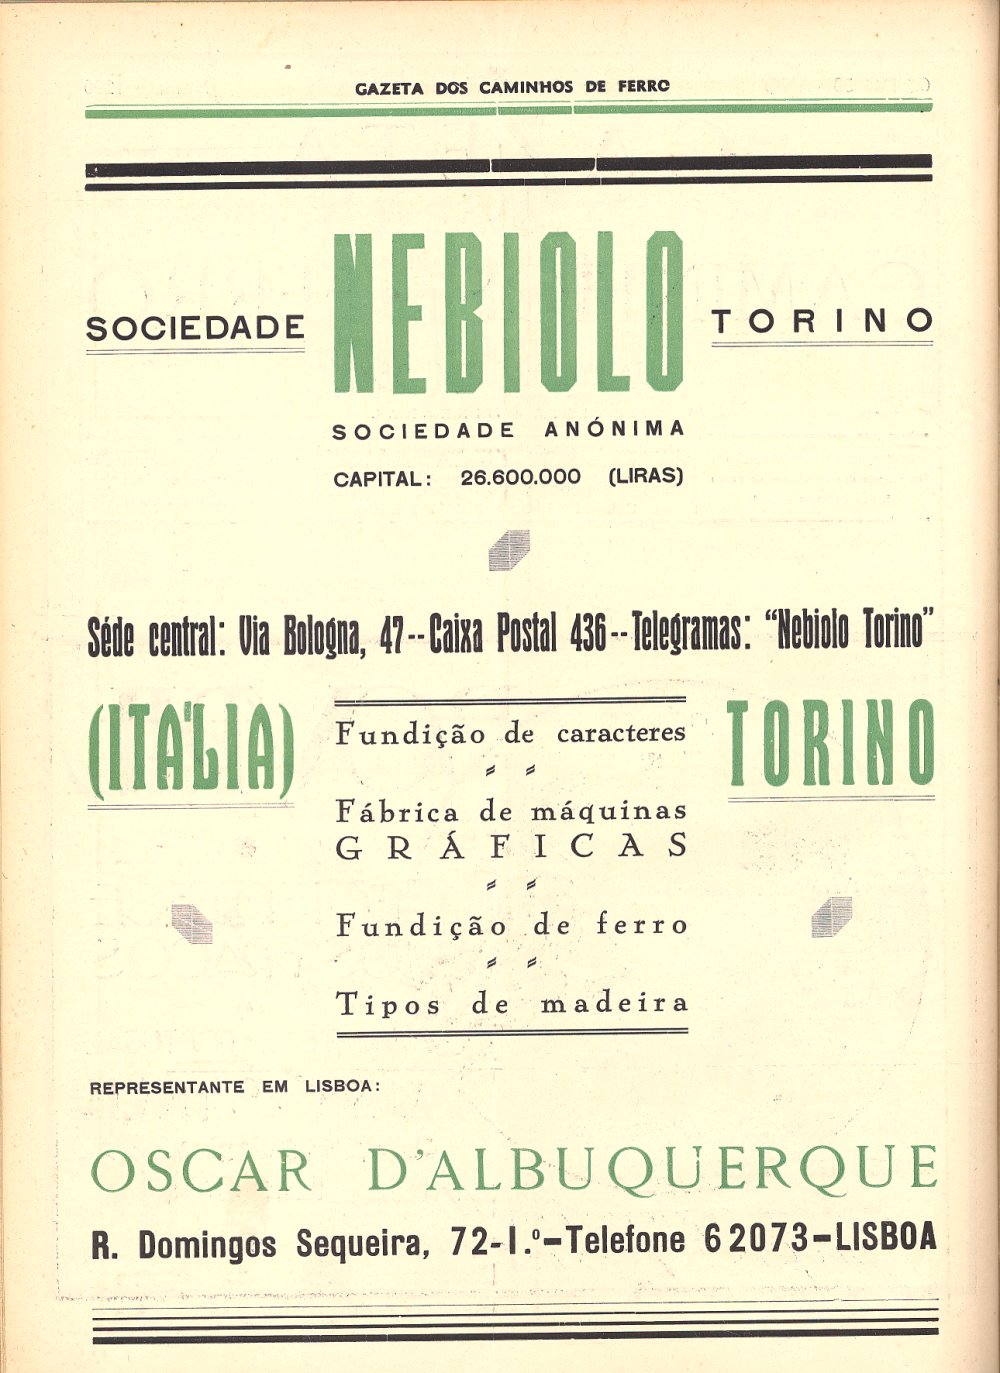 GAZETA DOS CAMINHOS DE FERRO
SOCIEDADE NEBIOLO TORINO
SOCIEDADE ANÓNIMA
CAPITAL: 26.600.000 (LIRAS)
Séde central: Via Bologna, 47--Caixa Postal 436--Telegramas: "Nebiolo Torino"
(ITÁLIA) TORINO
Fundição de caracteres
Fábrica de máquinas
GRÁFICAS
Fundição de ferro
Tipos de madeira
REPRESENTANTE EM LISBOA:
OSCAR D'ALBUQUERQUE
R. Domingos Sequeira, 72-1.º-Telefone 62073-LISBOA